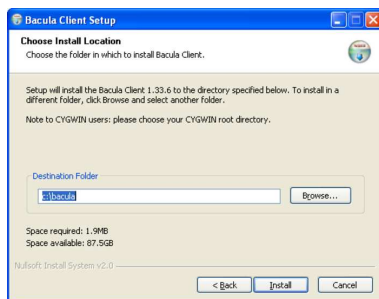 Bacula Client Setup
Choose Install Location
Choose the folder in which to install Bacula Client.
Setup will install the Bacula Client 1.33.6 to the directory specified below. To install in a
different folder, click Browse and select another folder.
Note to CYGWIN users: please choose your CYGWIN root directory.
Destination Folder
c:\bacula
Browse...
Space required: 1.9MB
Space available: 87.5GB
Nullsoft Install System v2.0
< Back
Install
Cancel